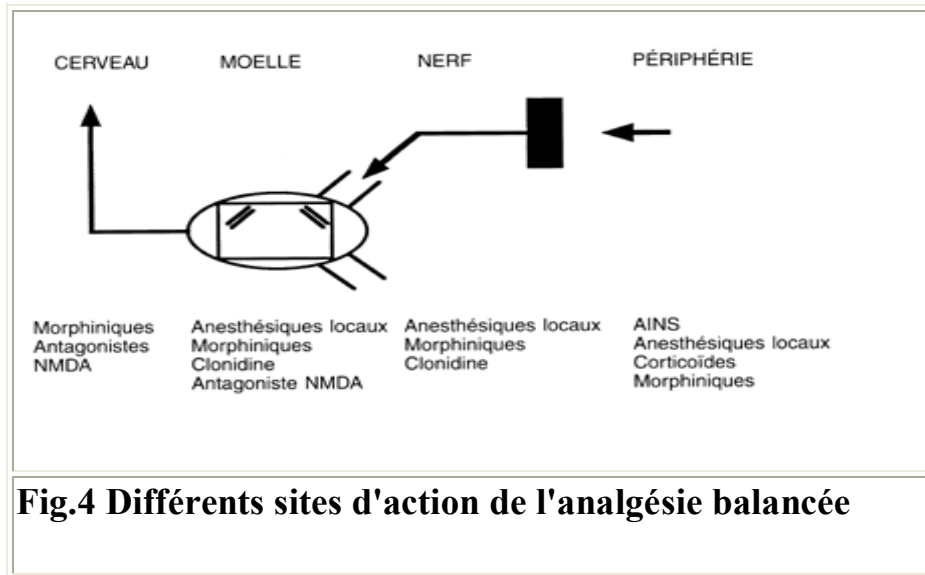 CERVEAU MOELLE NERF PÉRIPHÉRIE
Morphiniques
Antagonistes
NMDA
Anesthésiques locaux
Morphiniques
Clonidine
Antagoniste NMDA
Anesthésiques locaux
Morphiniques
Clonidine
AINS
Anesthésiques locaux
Corticoïdes
Morphiniques
Fig.4 Différents sites d'action de l'analgésie balancée